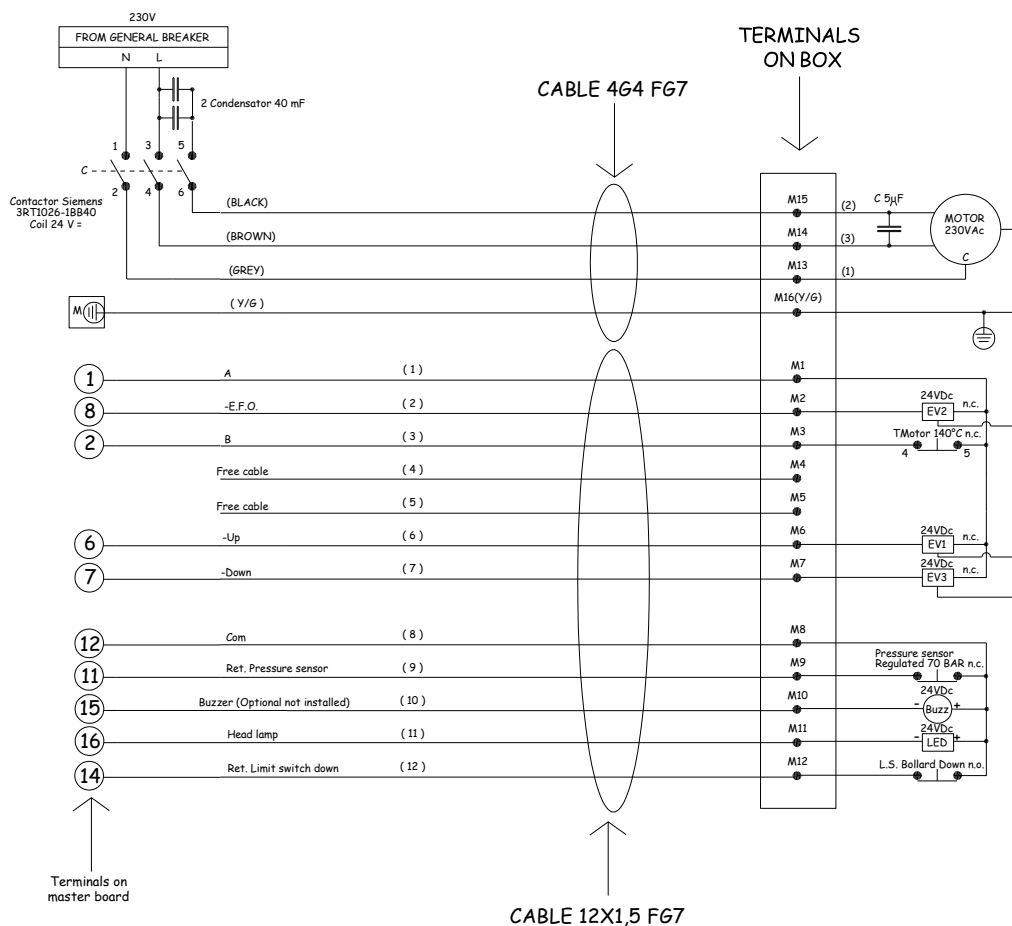 230V
FROM GENERAL BREAKER
N L
2 Condensator 40 mF
1 3 5
C
2 4 6
Contactor Siemens
3RT1026-1BB40
Coil 24 V =
CABLE 4G4 FG7
TERMINALS
ON BOX
(BLACK)
M15
(2)
C 5µF
MOTOR
230VAc
C
(BROWN)
M14
(3)
(GREY)
M13
(1)
M
( Y/G )
M16(Y/G)
1
A
( 1 )
M1
8
-E.F.O.
( 2 )
M2
24VDc
EV2
n.c.
2
B
( 3 )
M3
TMotor 140°C n.c.
4 5
Free cable
( 4 )
M4
Free cable
( 5 )
M5
6
-Up
( 6 )
M6
24VDc
EV1
n.c.
7
-Down
( 7 )
M7
24VDc
EV3
n.c.
12
Com
( 8 )
M8
11
Ret. Pressure sensor
( 9 )
M9
Pressure sensor
Regulated 70 BAR n.c.
15
Buzzer (Optional not installed)
( 10 )
M10
24VDc
- Buzz +
16
Head lamp
( 11 )
M11
24VDc
- LED +
14
Ret. Limit switch down
( 12 )
M12
L.S. Bollard Down n.o.
Terminals on
master board
CABLE 12X1,5 FG7